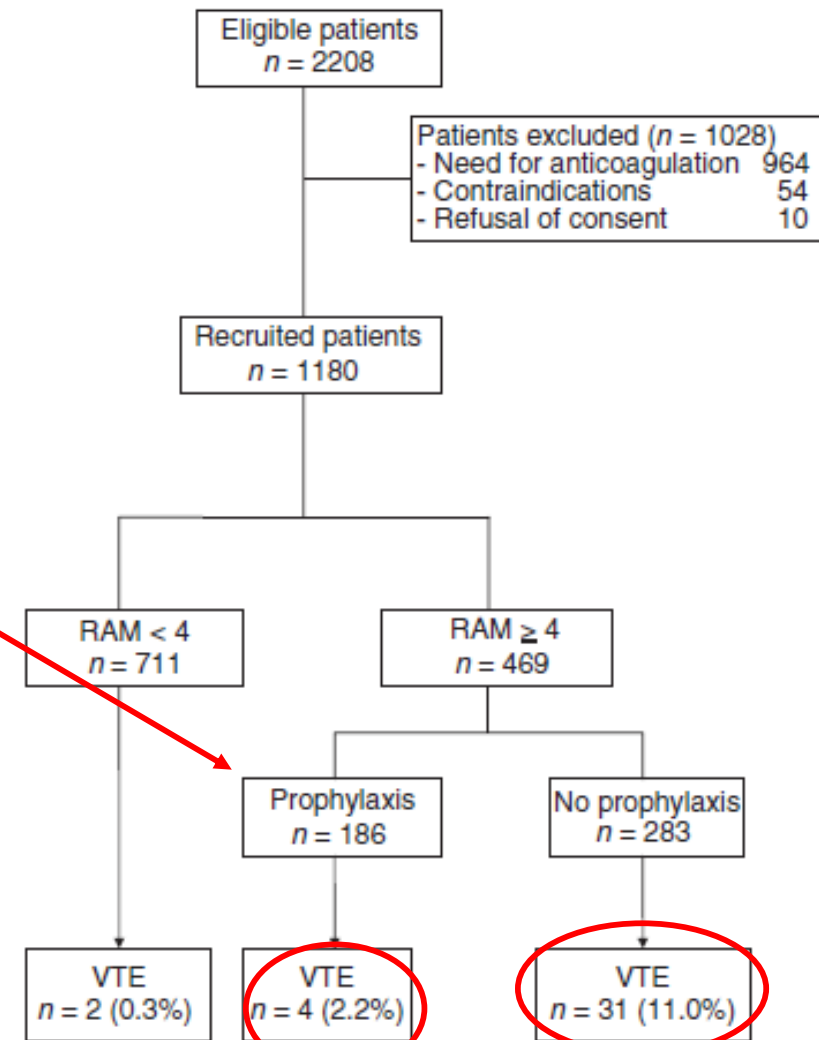 Eligible patients
n = 2208
Patients excluded (n = 1028)
- Need for anticoagulation 964
- Contraindications 54
- Refusal of consent 10
Recruited patients
n = 1180
RAM < 4
n = 711
RAM ≥ 4
n = 469
Prophylaxis
n = 186
No prophylaxis
n = 283
VTE
n = 2 (0.3%)
VTE
n = 4 (2.2%)
VTE
n = 31 (11.0%)